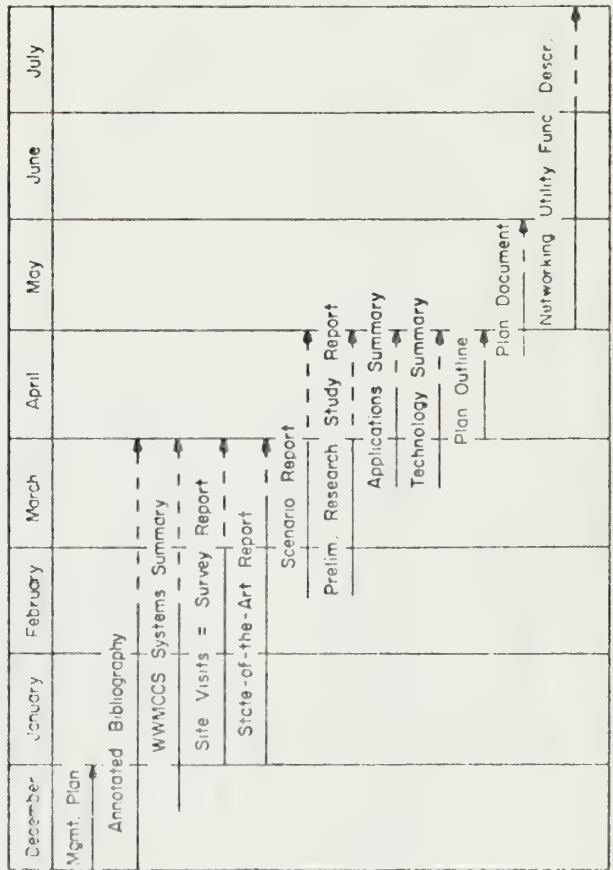 December January February March April May June July
Mgmt. Plan
Annotated Bibliography
WWMCCS Systems Summary
Site Visits = Survey Report
State-of-the-Art Report
Scenario Report
Prelim. Research Study Report
Applications Summary
Technology Summary
Plan Outline
Plan Document
Networking Utility Func Descr.